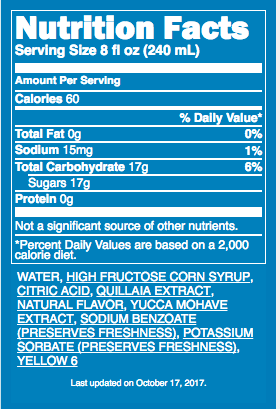 Nutrition Facts
Serving Size 8 fl oz (240 mL)
Amount Per Serving
Calories 60
% Daily Value*
Total Fat 0g 0%
Sodium 15mg 1%
Total Carbohydrate 17g 6%
Sugars 17g
Protein 0g
Not a significant source of other nutrients.
*Percent Daily Values are based on a 2,000
calorie diet.
WATER, HIGH FRUCTOSE CORN SYRUP,
CITRIC ACID, QUILLAIA EXTRACT,
NATURAL FLAVOR, YUCCA MOHAVE
EXTRACT, SODIUM BENZOATE
(PRESERVES FRESHNESS), POTASSIUM
SORBATE (PRESERVES FRESHNESS),
YELLOW 6
Last updated on October 17, 2017.